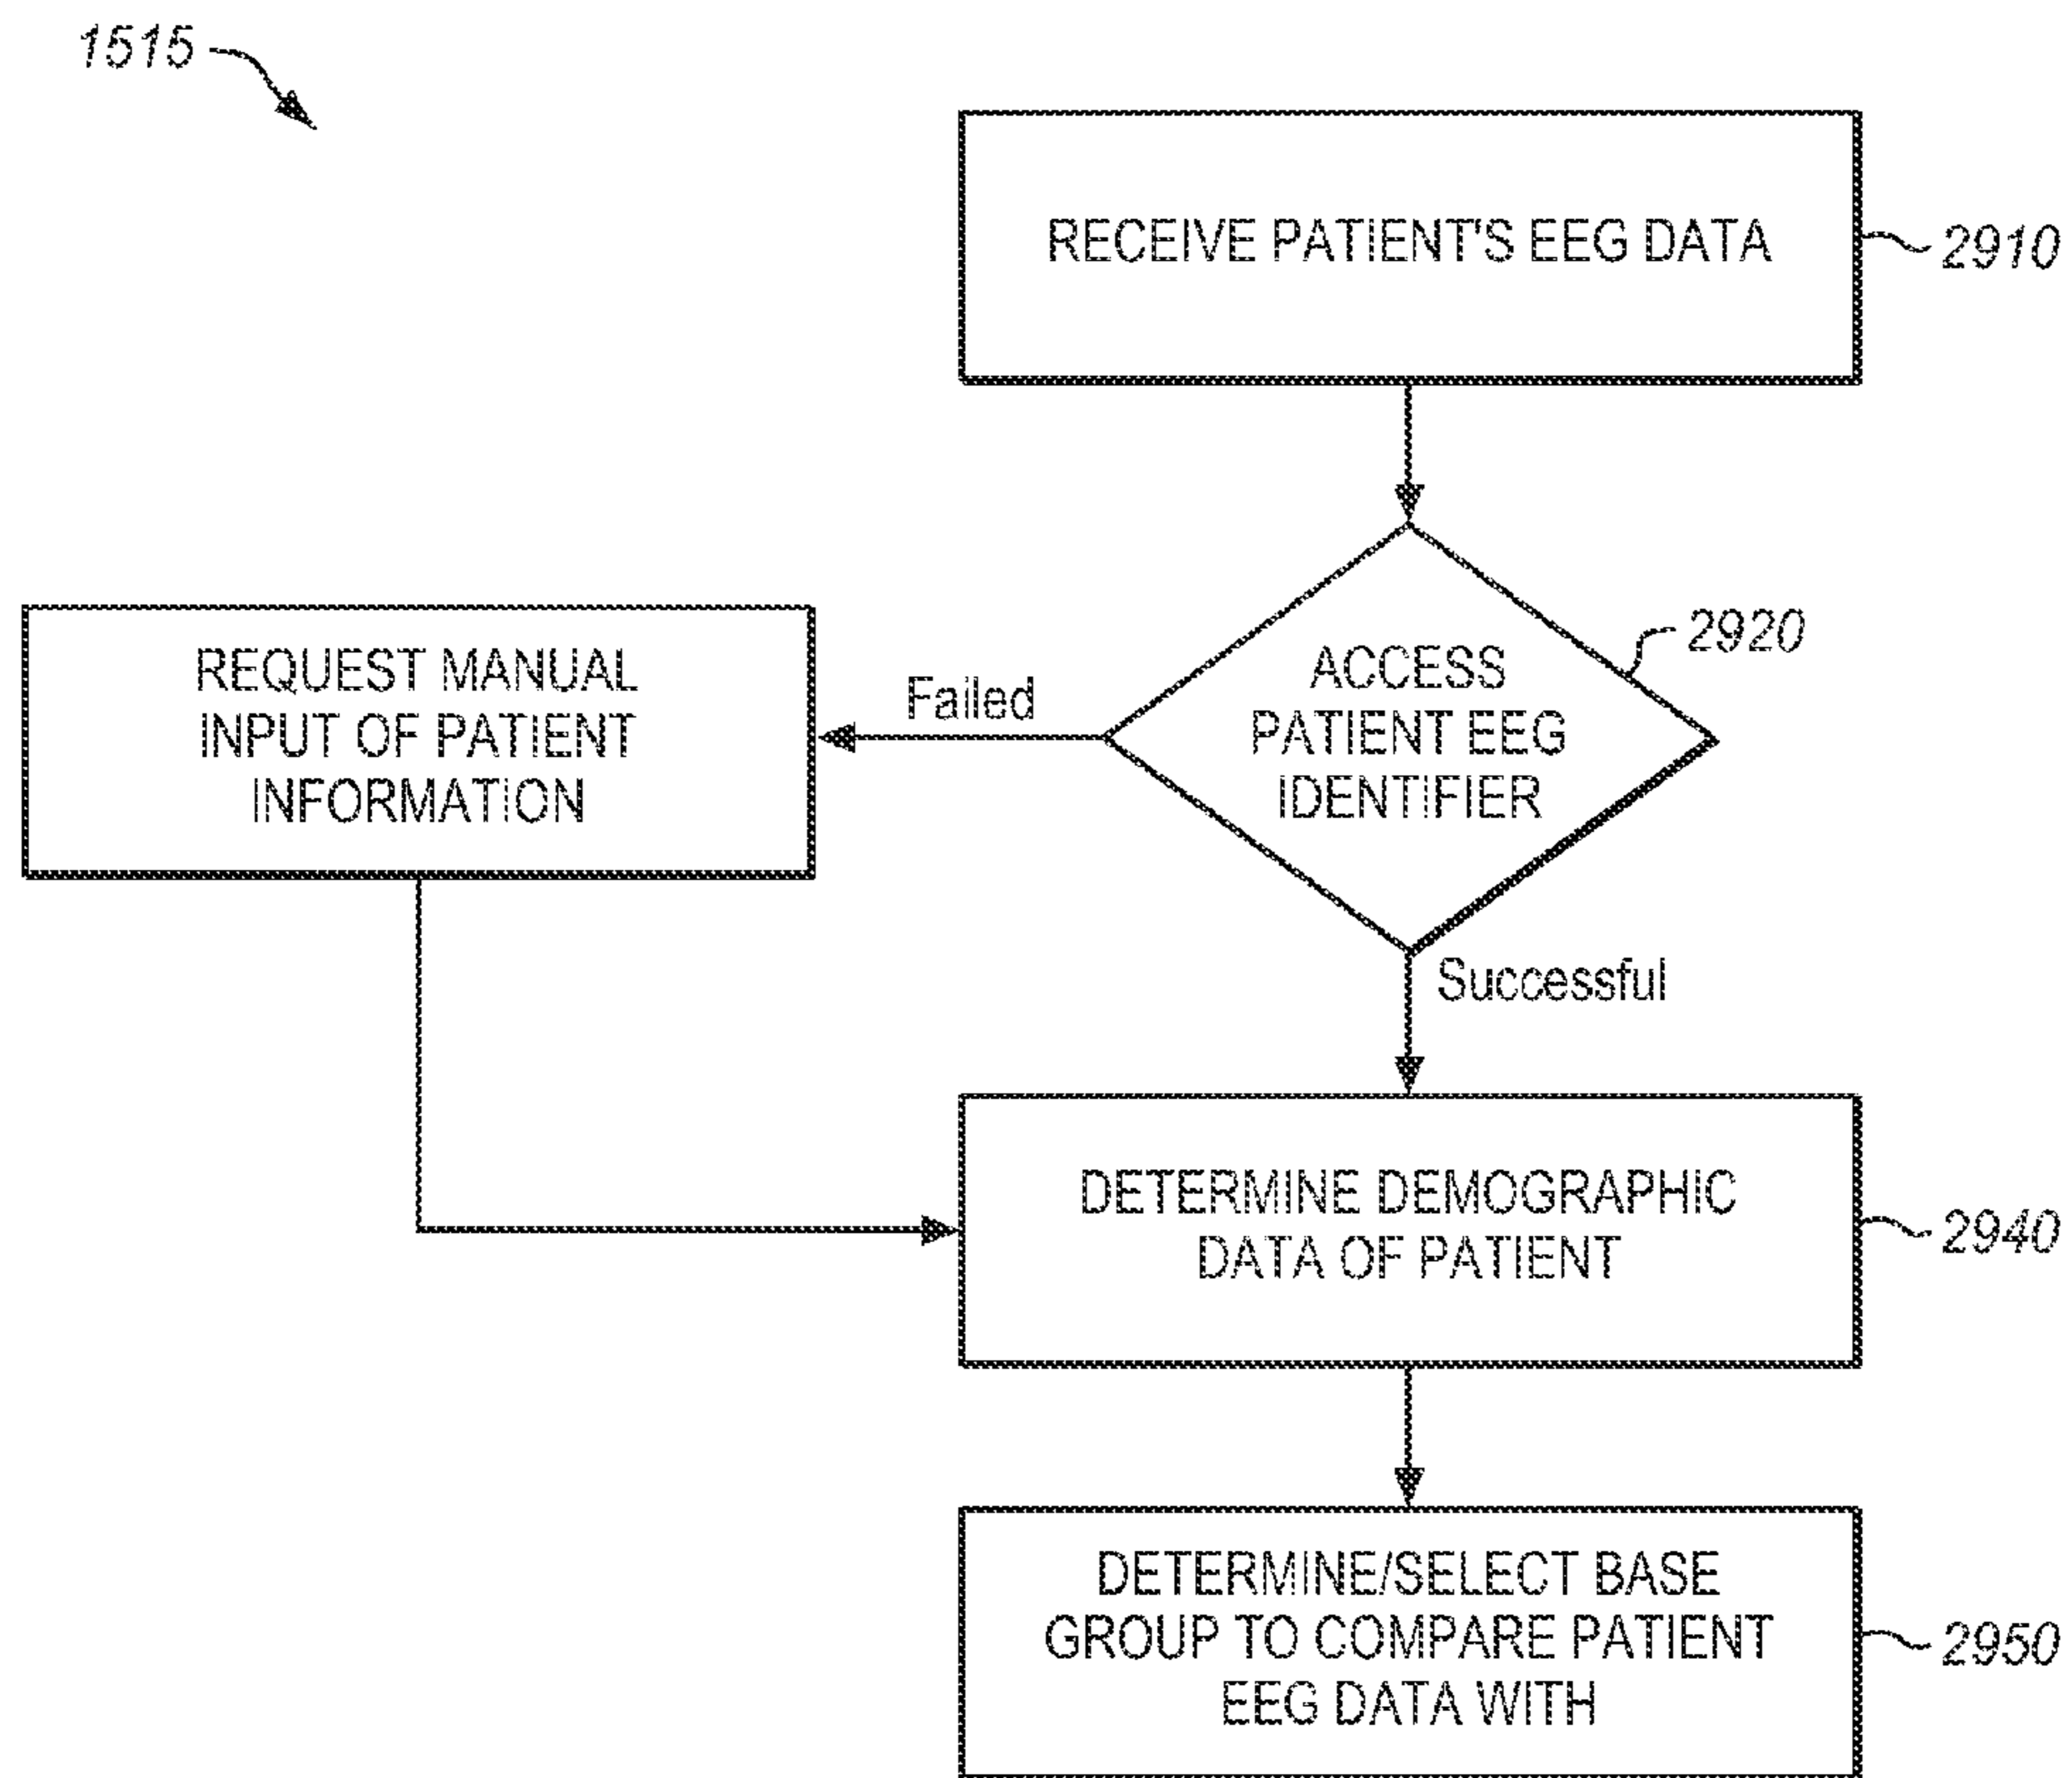 1515
RECEIVE PATIENT'S EEG DATA
2910
ACCESS
PATIENT EEG
IDENTIFIER
2920
Failed
REQUEST MANUAL
INPUT OF PATIENT
INFORMATION
Successful
DETERMINE DEMOGRAPHIC
DATA OF PATIENT
2940
DETERMINE/SELECT BASE
GROUP TO COMPARE PATIENT
EEG DATA WITH
2950